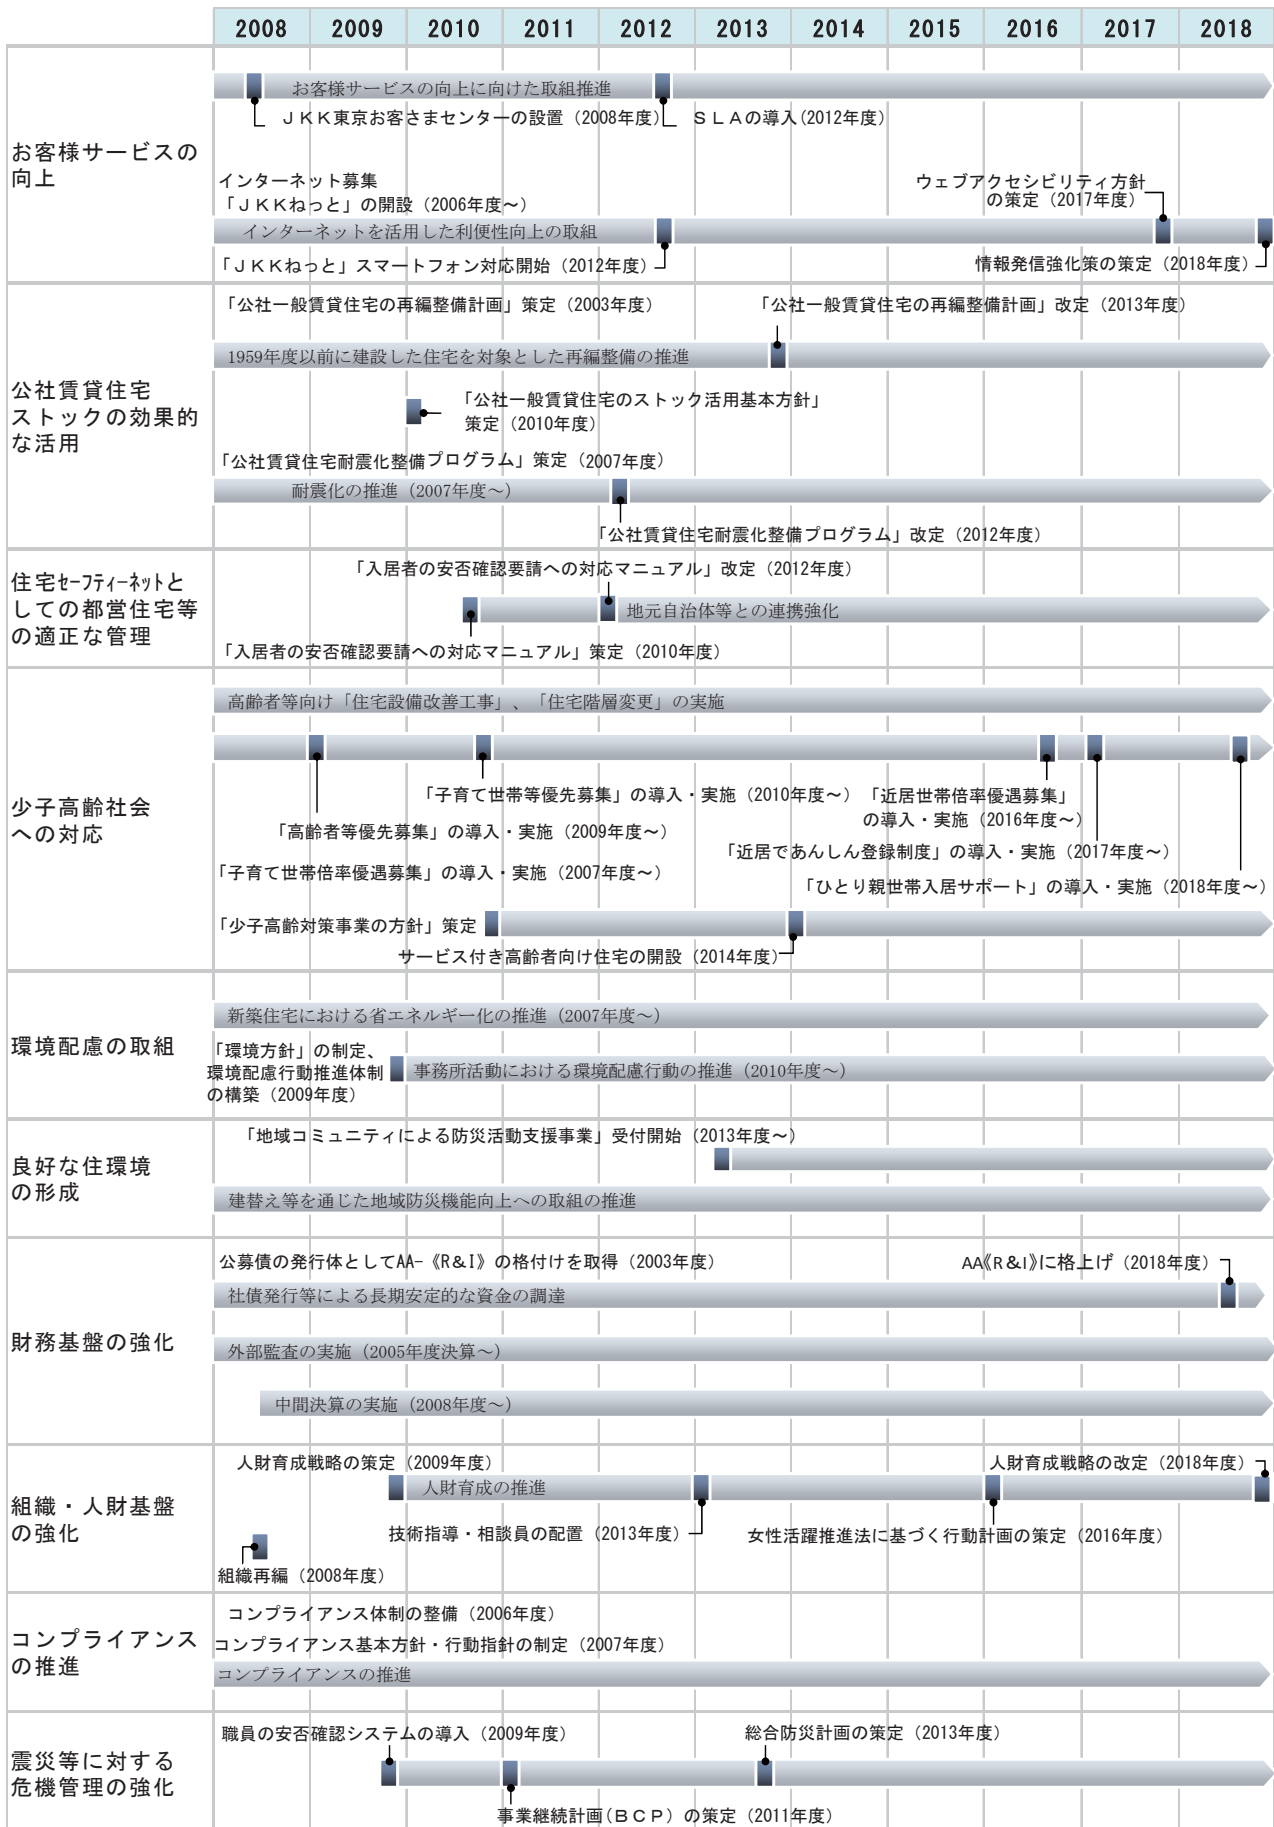 2008 2009 2010 2011 2012 2013 2014 2015 2016 2017 2018
お客様サービスの
向上
お客様サービスの向上に向けた取組推進
ＪＫＫ東京お客さまセンターの設置（2008年度）
ＳＬＡの導入(2012年度）
インターネット募集
「ＪＫＫねっと」の開設（2006年度～）
ウェブアクセシビリティ方針
の策定（2017年度）
インターネットを活用した利便性向上の取組
「ＪＫＫねっと」スマートフォン対応開始（2012年度）
情報発信強化策の策定（2018年度）
公社賃貸住宅
ストックの効果的
な活用
「公社一般賃貸住宅の再編整備計画」策定（2003年度）
「公社一般賃貸住宅の再編整備計画」改定（2013年度）
1959年度以前に建設した住宅を対象とした再編整備の推進
「公社一般賃貸住宅のストック活用基本方針」
策定（2010年度）
「公社賃貸住宅耐震化整備プログラム」策定（2007年度）
耐震化の推進（2007年度～）
「公社賃貸住宅耐震化整備プログラム」改定（2012年度）
住宅ｾｰﾌﾃｨｰﾈｯﾄと
しての都営住宅等
の適正な管理
「入居者の安否確認要請への対応マニュアル」改定（2012年度）
地元自治体等との連携強化
「入居者の安否確認要請への対応マニュアル」策定（2010年度）
少子高齢社会
への対応
高齢者等向け「住宅設備改善工事」、「住宅階層変更」の実施
「子育て世帯等優先募集」の導入・実施（2010年度～）
「近居世帯倍率優遇募集」
の導入・実施（2016年度～）
「高齢者等優先募集」の導入・実施（2009年度～）
「近居であんしん登録制度」の導入・実施（2017年度～）
「子育て世帯倍率優遇募集」の導入・実施（2007年度～）
「ひとり親世帯入居サポート」の導入・実施（2018年度～）
「少子高齢対策事業の方針」策定
サービス付き高齢者向け住宅の開設（2014年度）
環境配慮の取組
新築住宅における省エネルギー化の推進（2007年度～）
「環境方針」の制定、
環境配慮行動推進体制
の構築（2009年度）
事務所活動における環境配慮行動の推進（2010年度～）
良好な住環境
の形成
「地域コミュニティによる防災活動支援事業」受付開始（2013年度～）
建替え等を通じた地域防災機能向上への取組の推進
財務基盤の強化
公募債の発行体としてAA-《R＆I》の格付けを取得（2003年度）
AA《R＆I》に格上げ（2018年度）
社債発行等による長期安定的な資金の調達
外部監査の実施（2005年度決算～）
中間決算の実施（2008年度～）
組織・人財基盤
の強化
人財育成戦略の策定（2009年度）
人財育成戦略の改定（2018年度）
人財育成の推進
技術指導・相談員の配置（2013年度）
女性活躍推進法に基づく行動計画の策定（2016年度）
組織再編（2008年度）
コンプライアンス
の推進
コンプライアンス体制の整備（2006年度）
コンプライアンス基本方針・行動指針の制定（2007年度）
コンプライアンスの推進
震災等に対する
危機管理の強化
職員の安否確認システムの導入（2009年度）
総合防災計画の策定（2013年度）
事業継続計画(ＢＣＰ）の策定（2011年度）